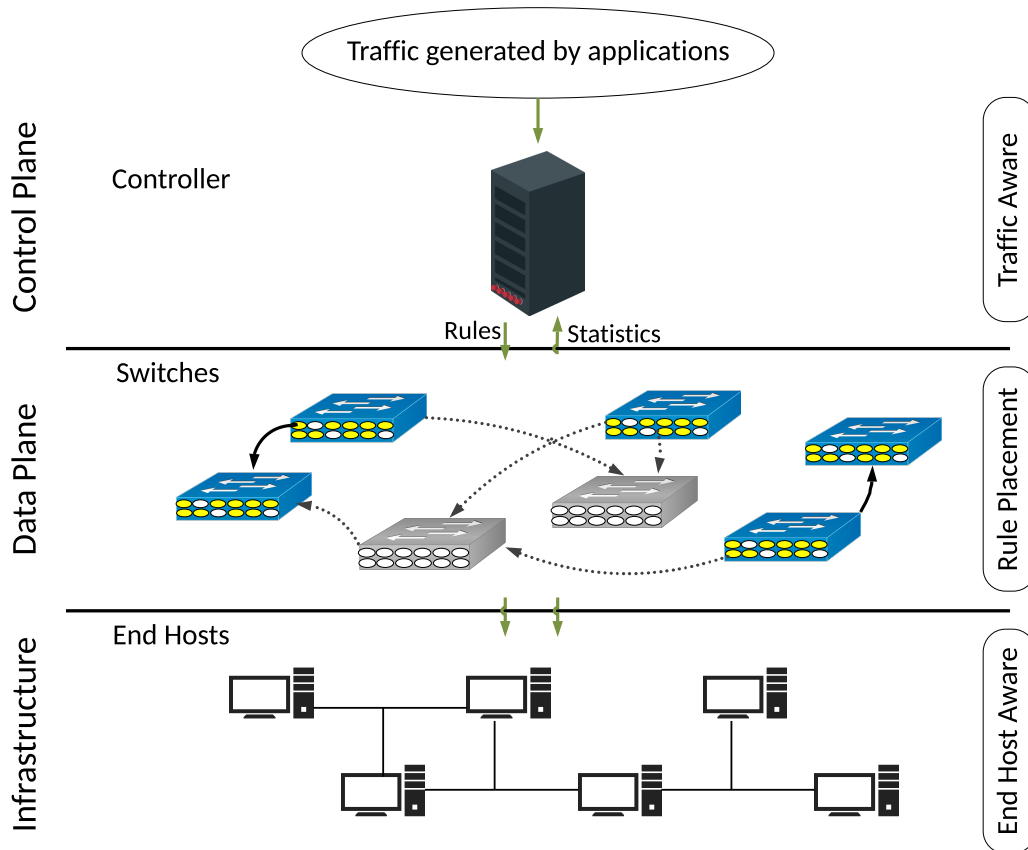 Traffic generated by applications
Control Plane
Controller
Traffic Aware
Rules
Statistics
Switches
Data Plane
Rule Placement
End Hosts
Infrastructure
End Host Aware